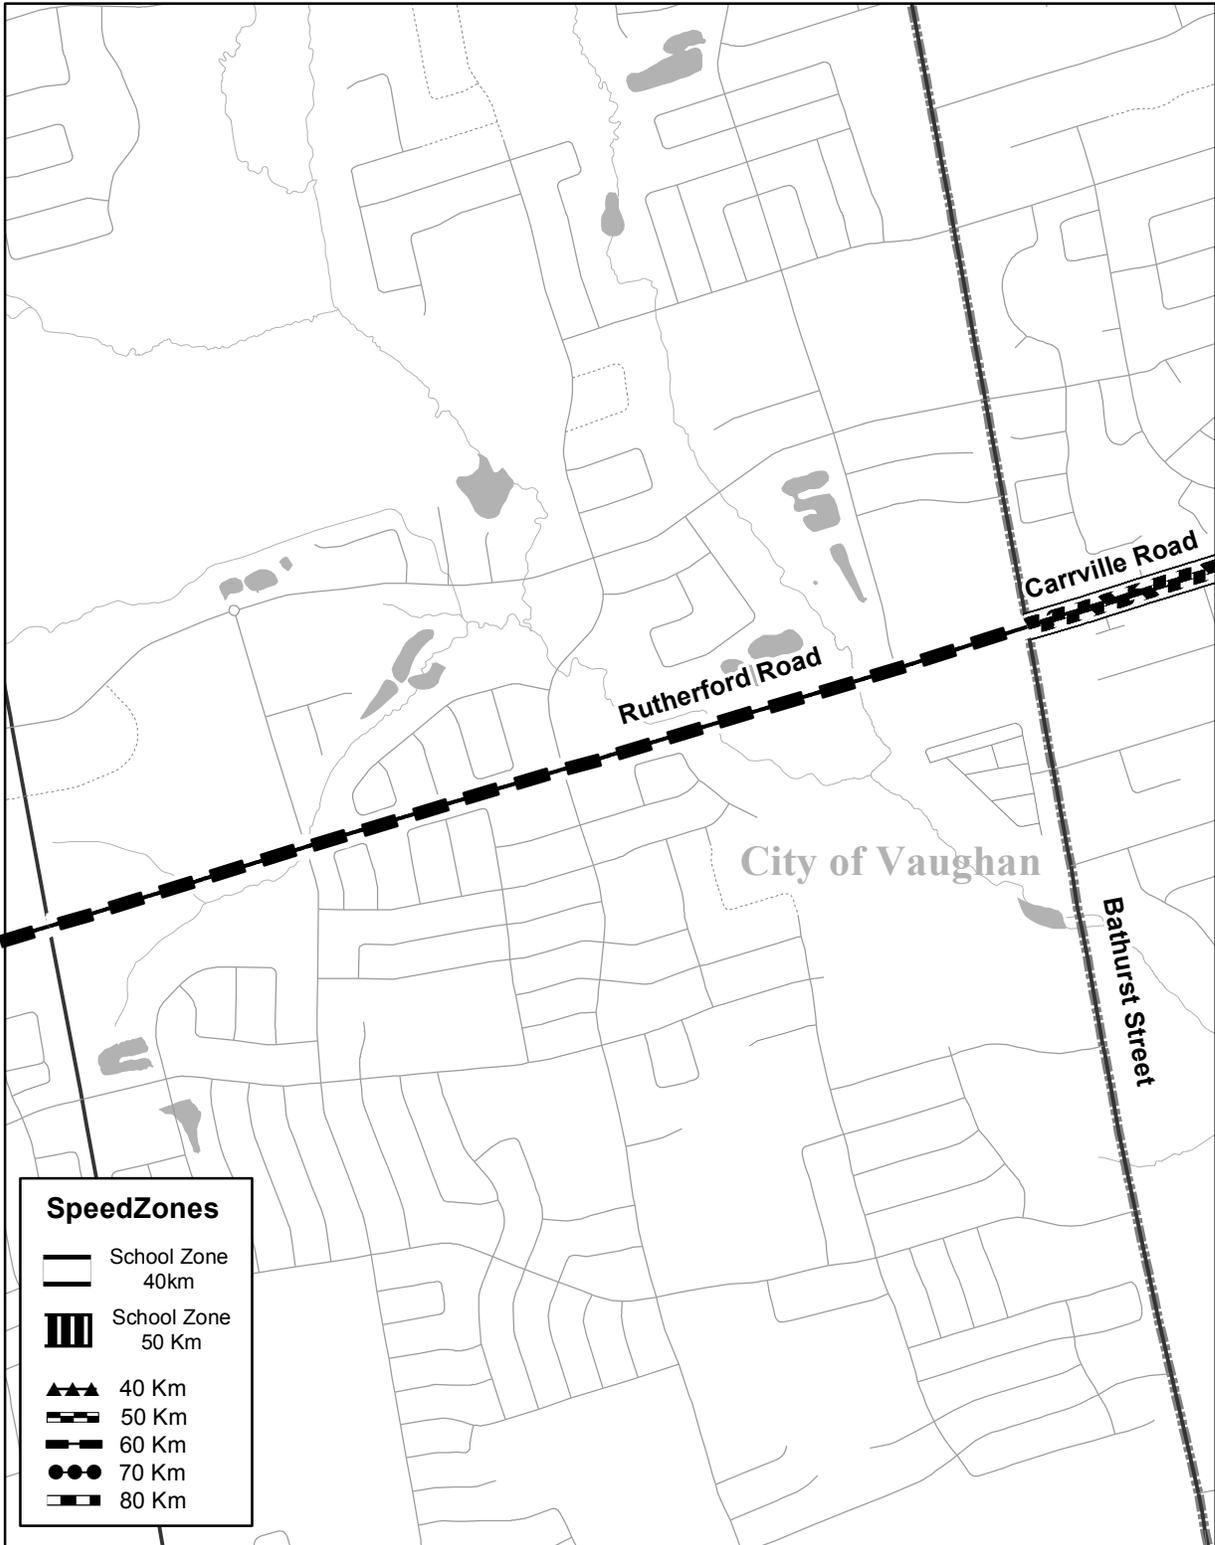 Carrville Road
Rutherford Road
City of Vaughan
Bathurst Street
SpeedZones
School Zone
40km
School Zone
50 Km
40 Km
50 Km
60 Km
70 Km
80 Km